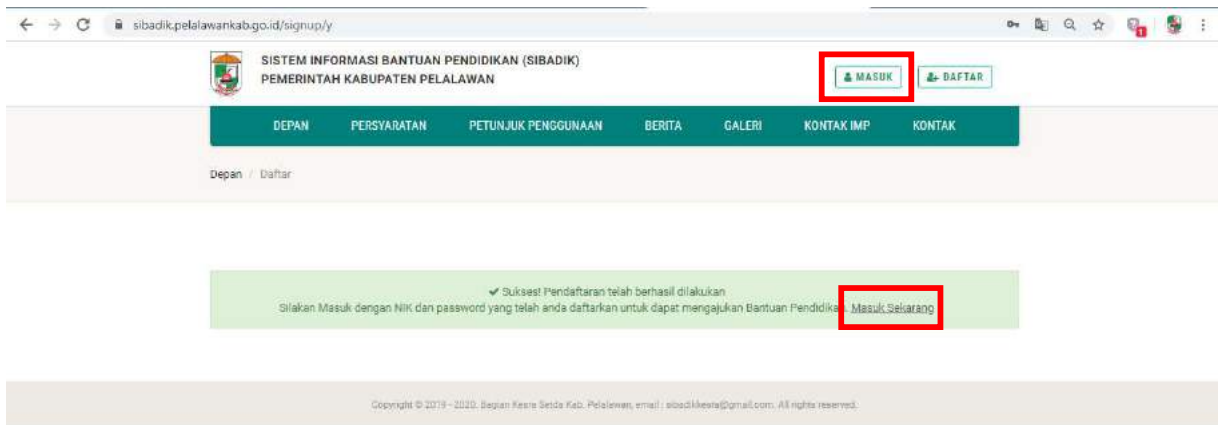 sibadik.pelalawankab.go.id/signup/y
SISTEM INFORMASI BANTUAN PENDIDIKAN (SIBADIK)
PEMERINTAH KABUPATEN PELALAWAN
MASUK
DAFTAR
DEPAN PERSYARATAN PETUNJUK PENGGUNAAN BERITA GALERI KONTAK IMP KONTAK
Depan / Daftar
Sukses! Pendaftaran telah berhasil dilakukan
Silakan Masuk dengan NIK dan password yang telah anda daftarkan untuk dapat mengajukan Bantuan Pendidikan. Masuk Sekarang
Copyright © 2019 - 2020. Bagian Kesra Setda Kab. Pelalawan, email : sibadikkesra@gmail.com. All rights reserved.